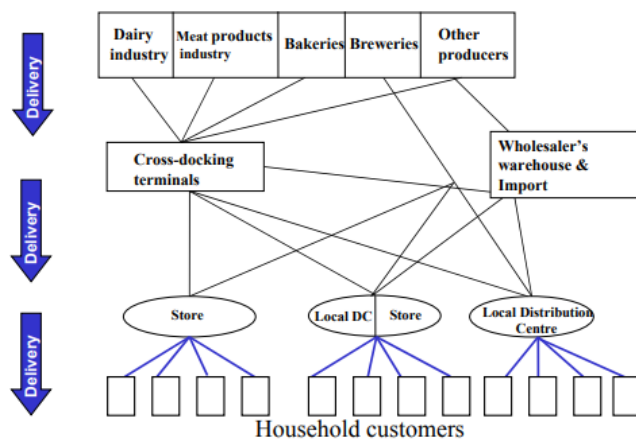 Dairy
industry
Meat products
industry
Bakeries
Breweries
Other
producers
Delivery
Cross-docking
terminals
Wholesaler's
warehouse &
Import
Delivery
Store
Local DC
Store
Local Distribution
Centre
Delivery
Household customers